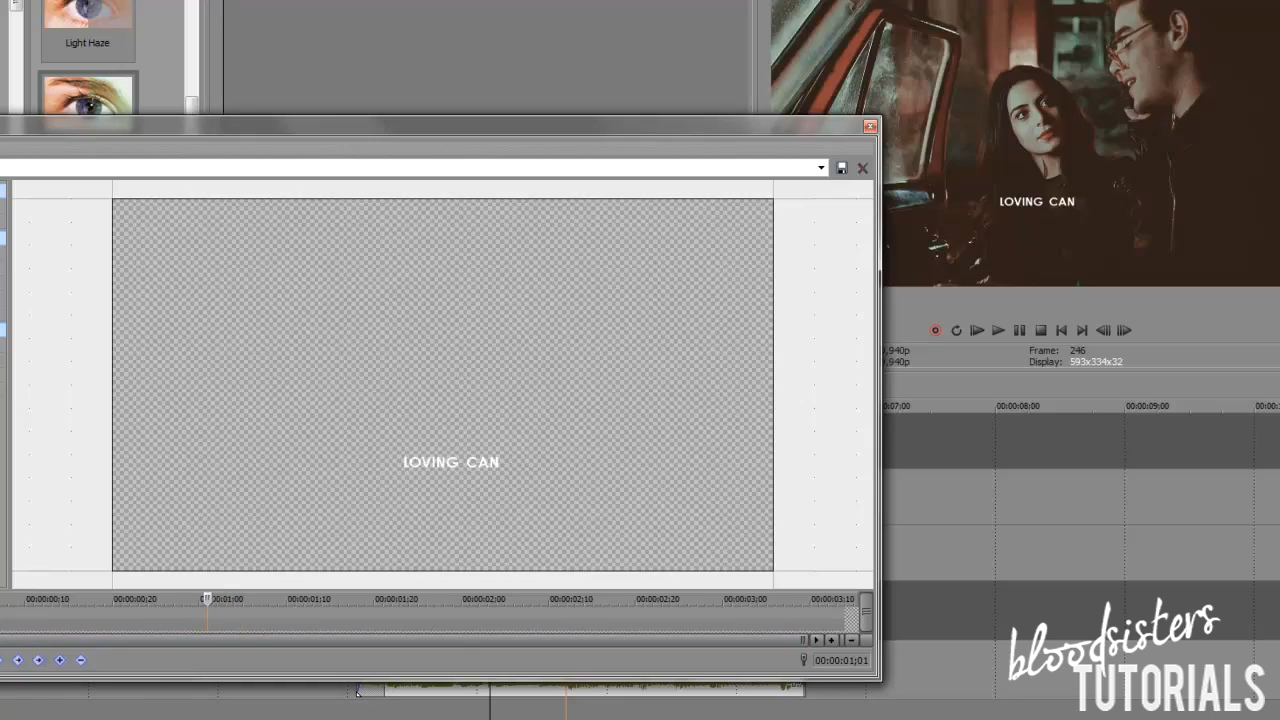 Light Haze
LOVING CAN
,940p
Frame: 246
,940p
Display: 593x334x32
:07;00 00:00:08;00 00:00:09;00 00:00:
LOVING CAN
00:00:00;10 00:00:00;20 00:00:01;00 00:00:01;10 00:00:01;20 00:00:02;00 00:00:02;10 00:00:02;20 00:00:03;00 00:00:03;10
00:00:01;01
bloodsisters
TUTORIALS